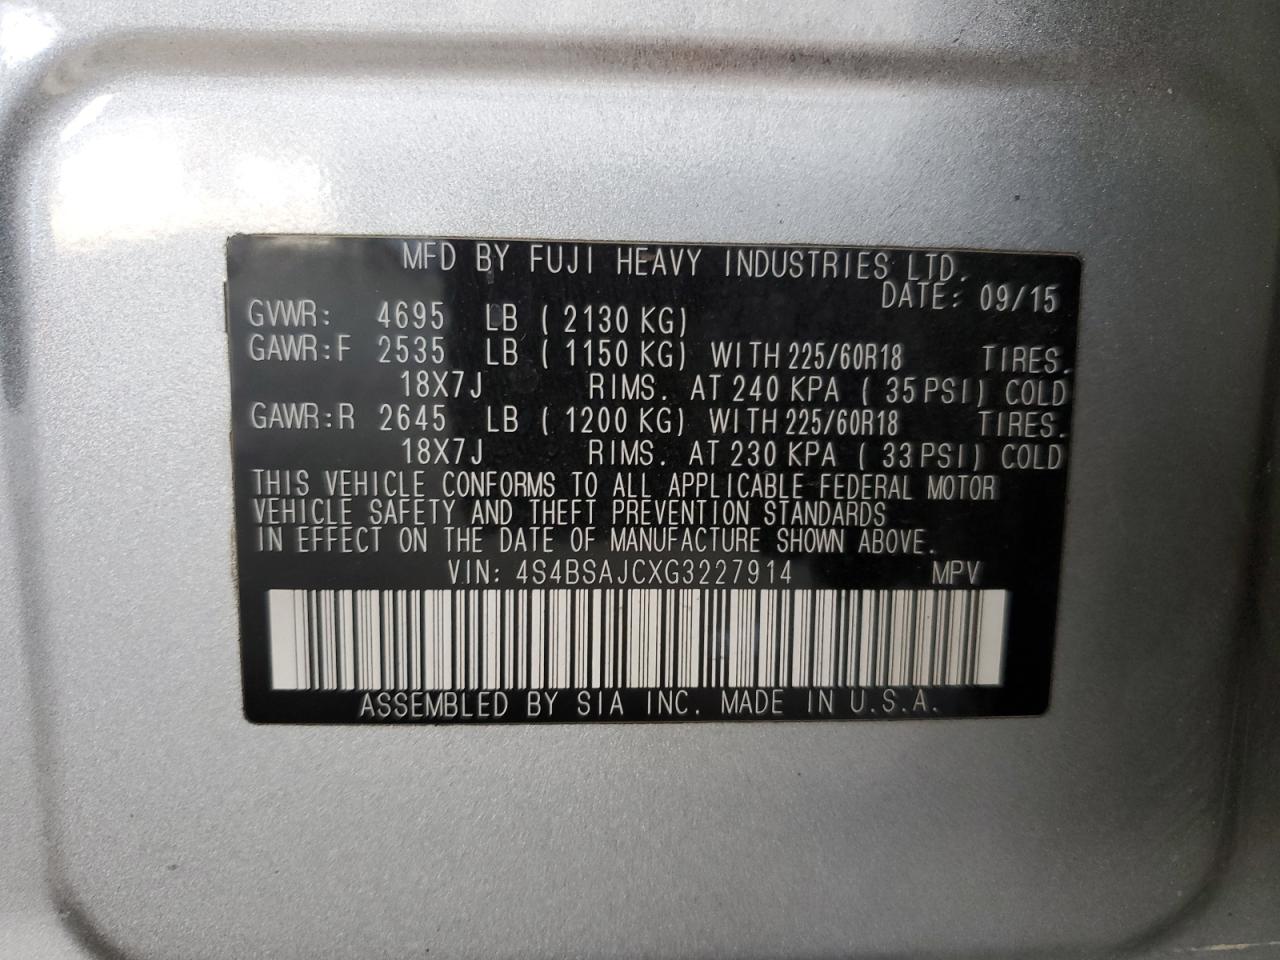 MFD BY FUJI HEAVY INDUSTRIES LTD.
DATE: 09/15
GVWR: 4695 LB ( 2130 KG)
GAWR:F 2535 LB ( 1150 KG) WITH 225/60R18 TIRES.
18X7J RIMS. AT 240 KPA ( 35 PSI) COLD
GAWR:R 2645 LB ( 1200 KG) WITH 225/60R18 TIRES.
18X7J RIMS. AT 230 KPA ( 33 PSI) COLD
THIS VEHICLE CONFORMS TO ALL APPLICABLE FEDERAL MOTOR
VEHICLE SAFETY AND THEFT PREVENTION STANDARDS
IN EFFECT ON THE DATE OF MANUFACTURE SHOWN ABOVE.
VIN: 4S4BSAJCXG3227914 MPV
ASSEMBLED BY SIA INC. MADE IN U.S.A.